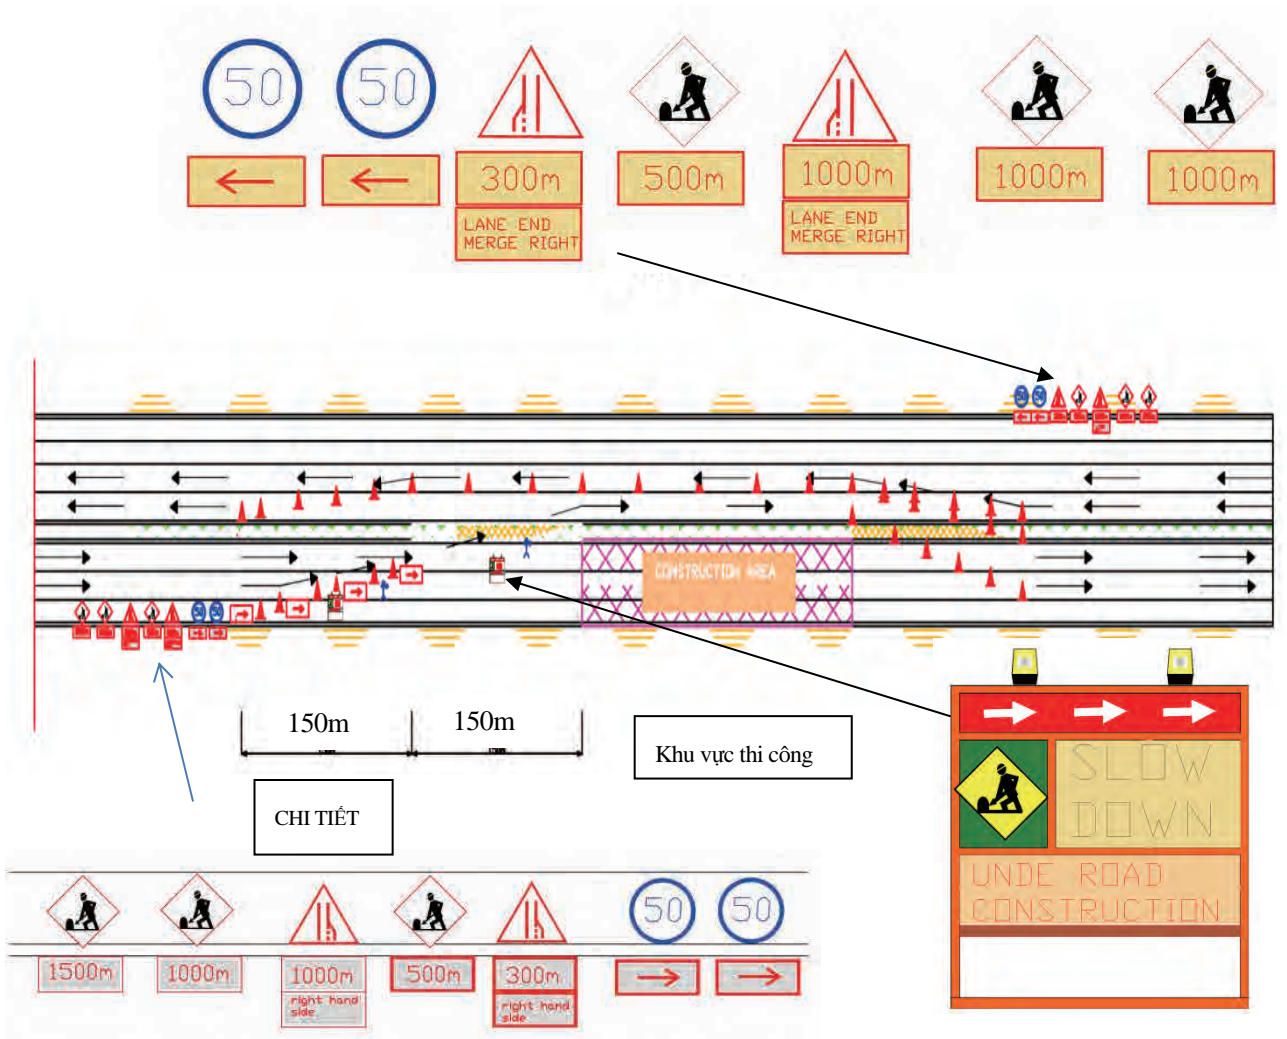 50
50
300m
LANE END
MERGE RIGHT
500m
1000m
LANE END
MERGE RIGHT
1000m
1000m
CONSTRUCTION AREA
150m
150m
Khu vực thi công
CHI TIẾT
SLOW
DOWN
UNDE ROAD
CONSTRUCTION
1500m
1000m
1000m
right hand
side
500m
300m
right hand
side
50
50